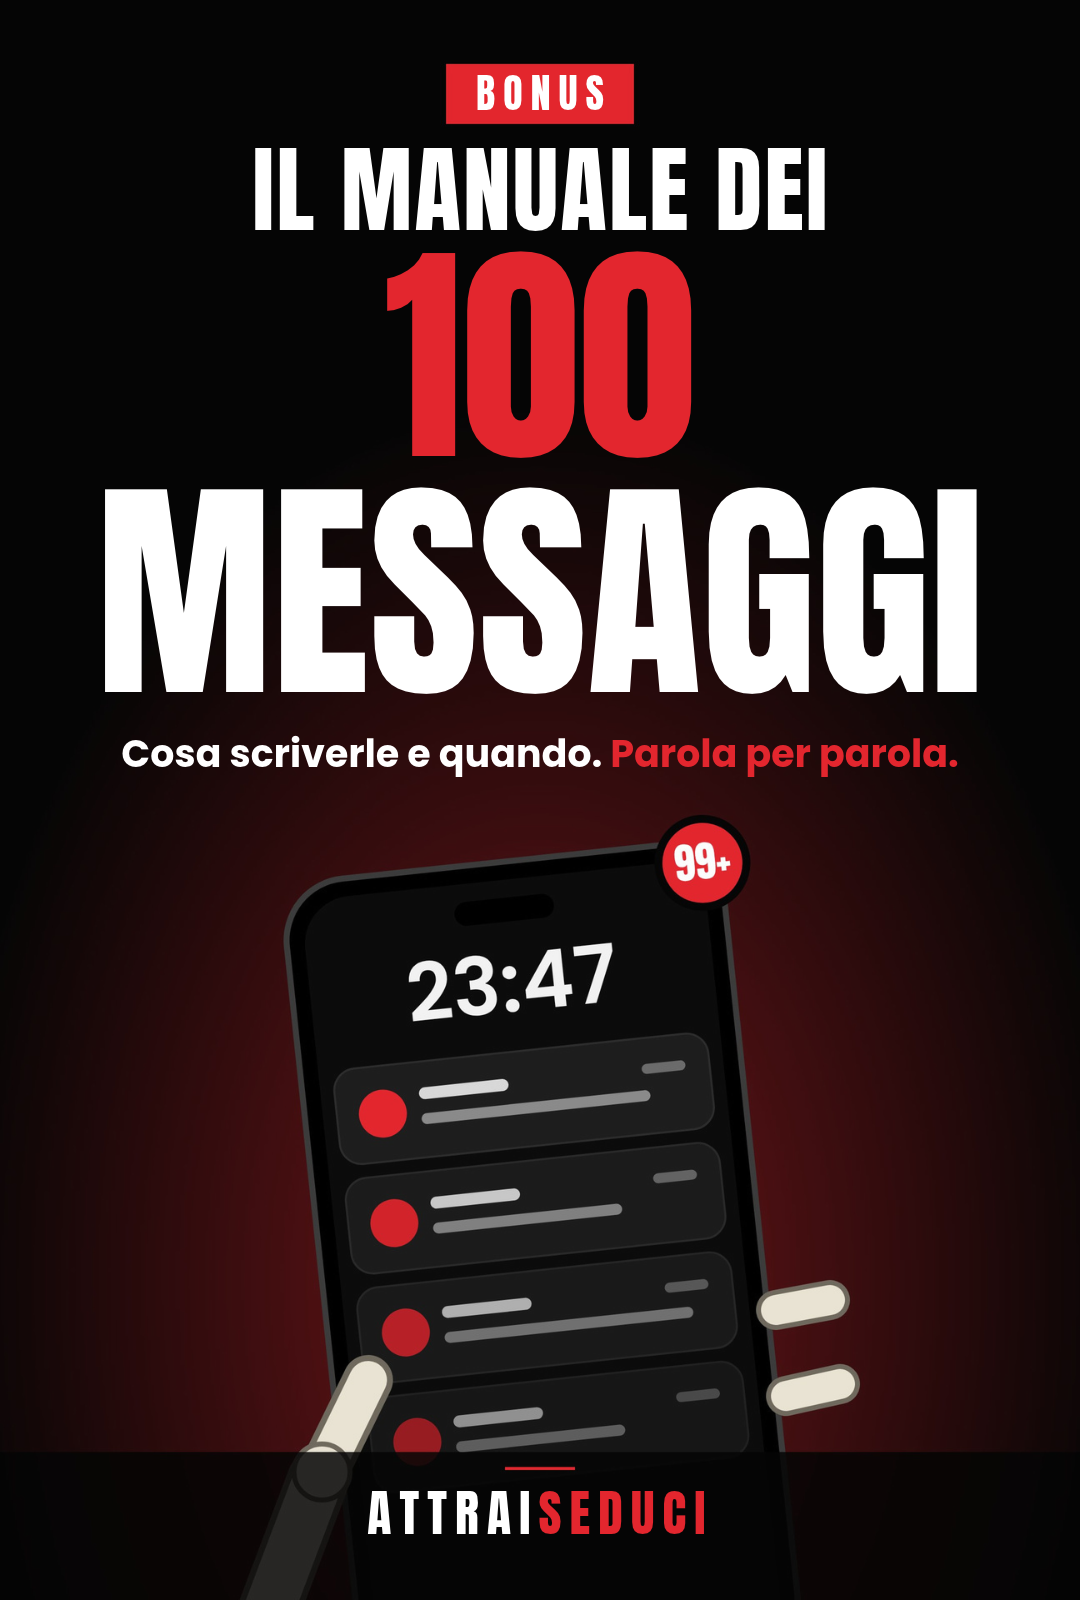 BONUS
IL MANUALE DEI
100
MESSAGGI
Cosa scriverle e quando. Parola per parola.
99+
23:47
ATTRAISEDUCI